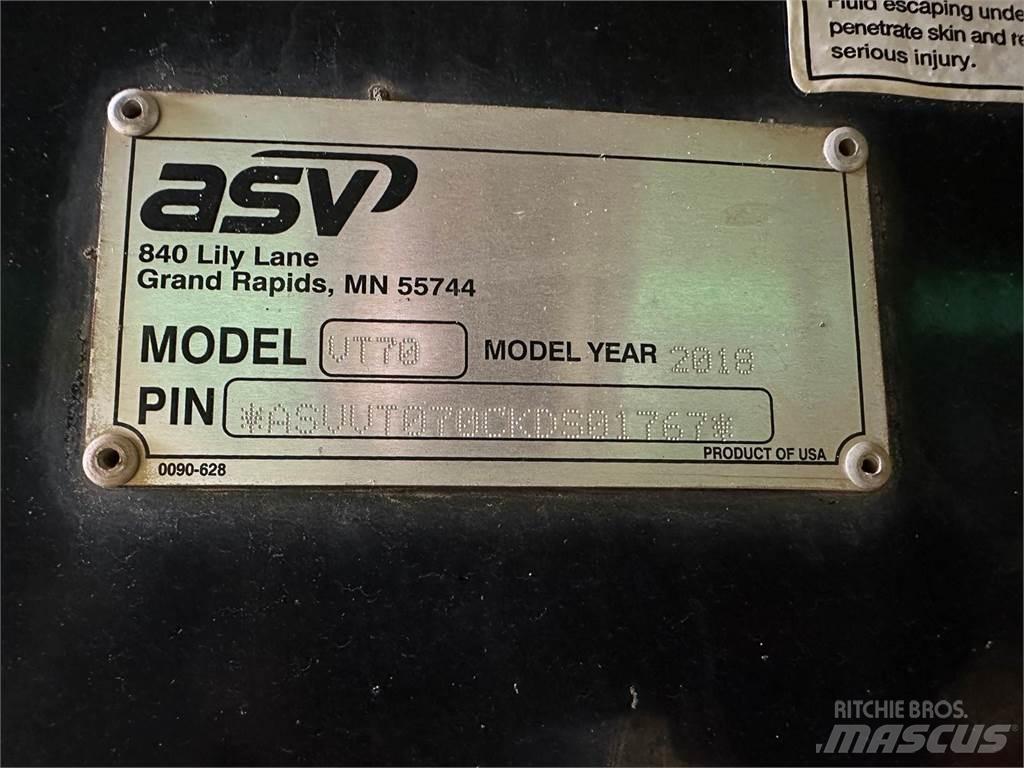 Fluid escaping unde
penetrate skin and re
serious injury.
asv
840 Lily Lane
Grand Rapids, MN 55744
MODEL VT70 MODEL YEAR 2018
PIN *ASVVT070CKDS01767*
0090-628
PRODUCT OF USA
RITCHIE BROS.
MASCUS